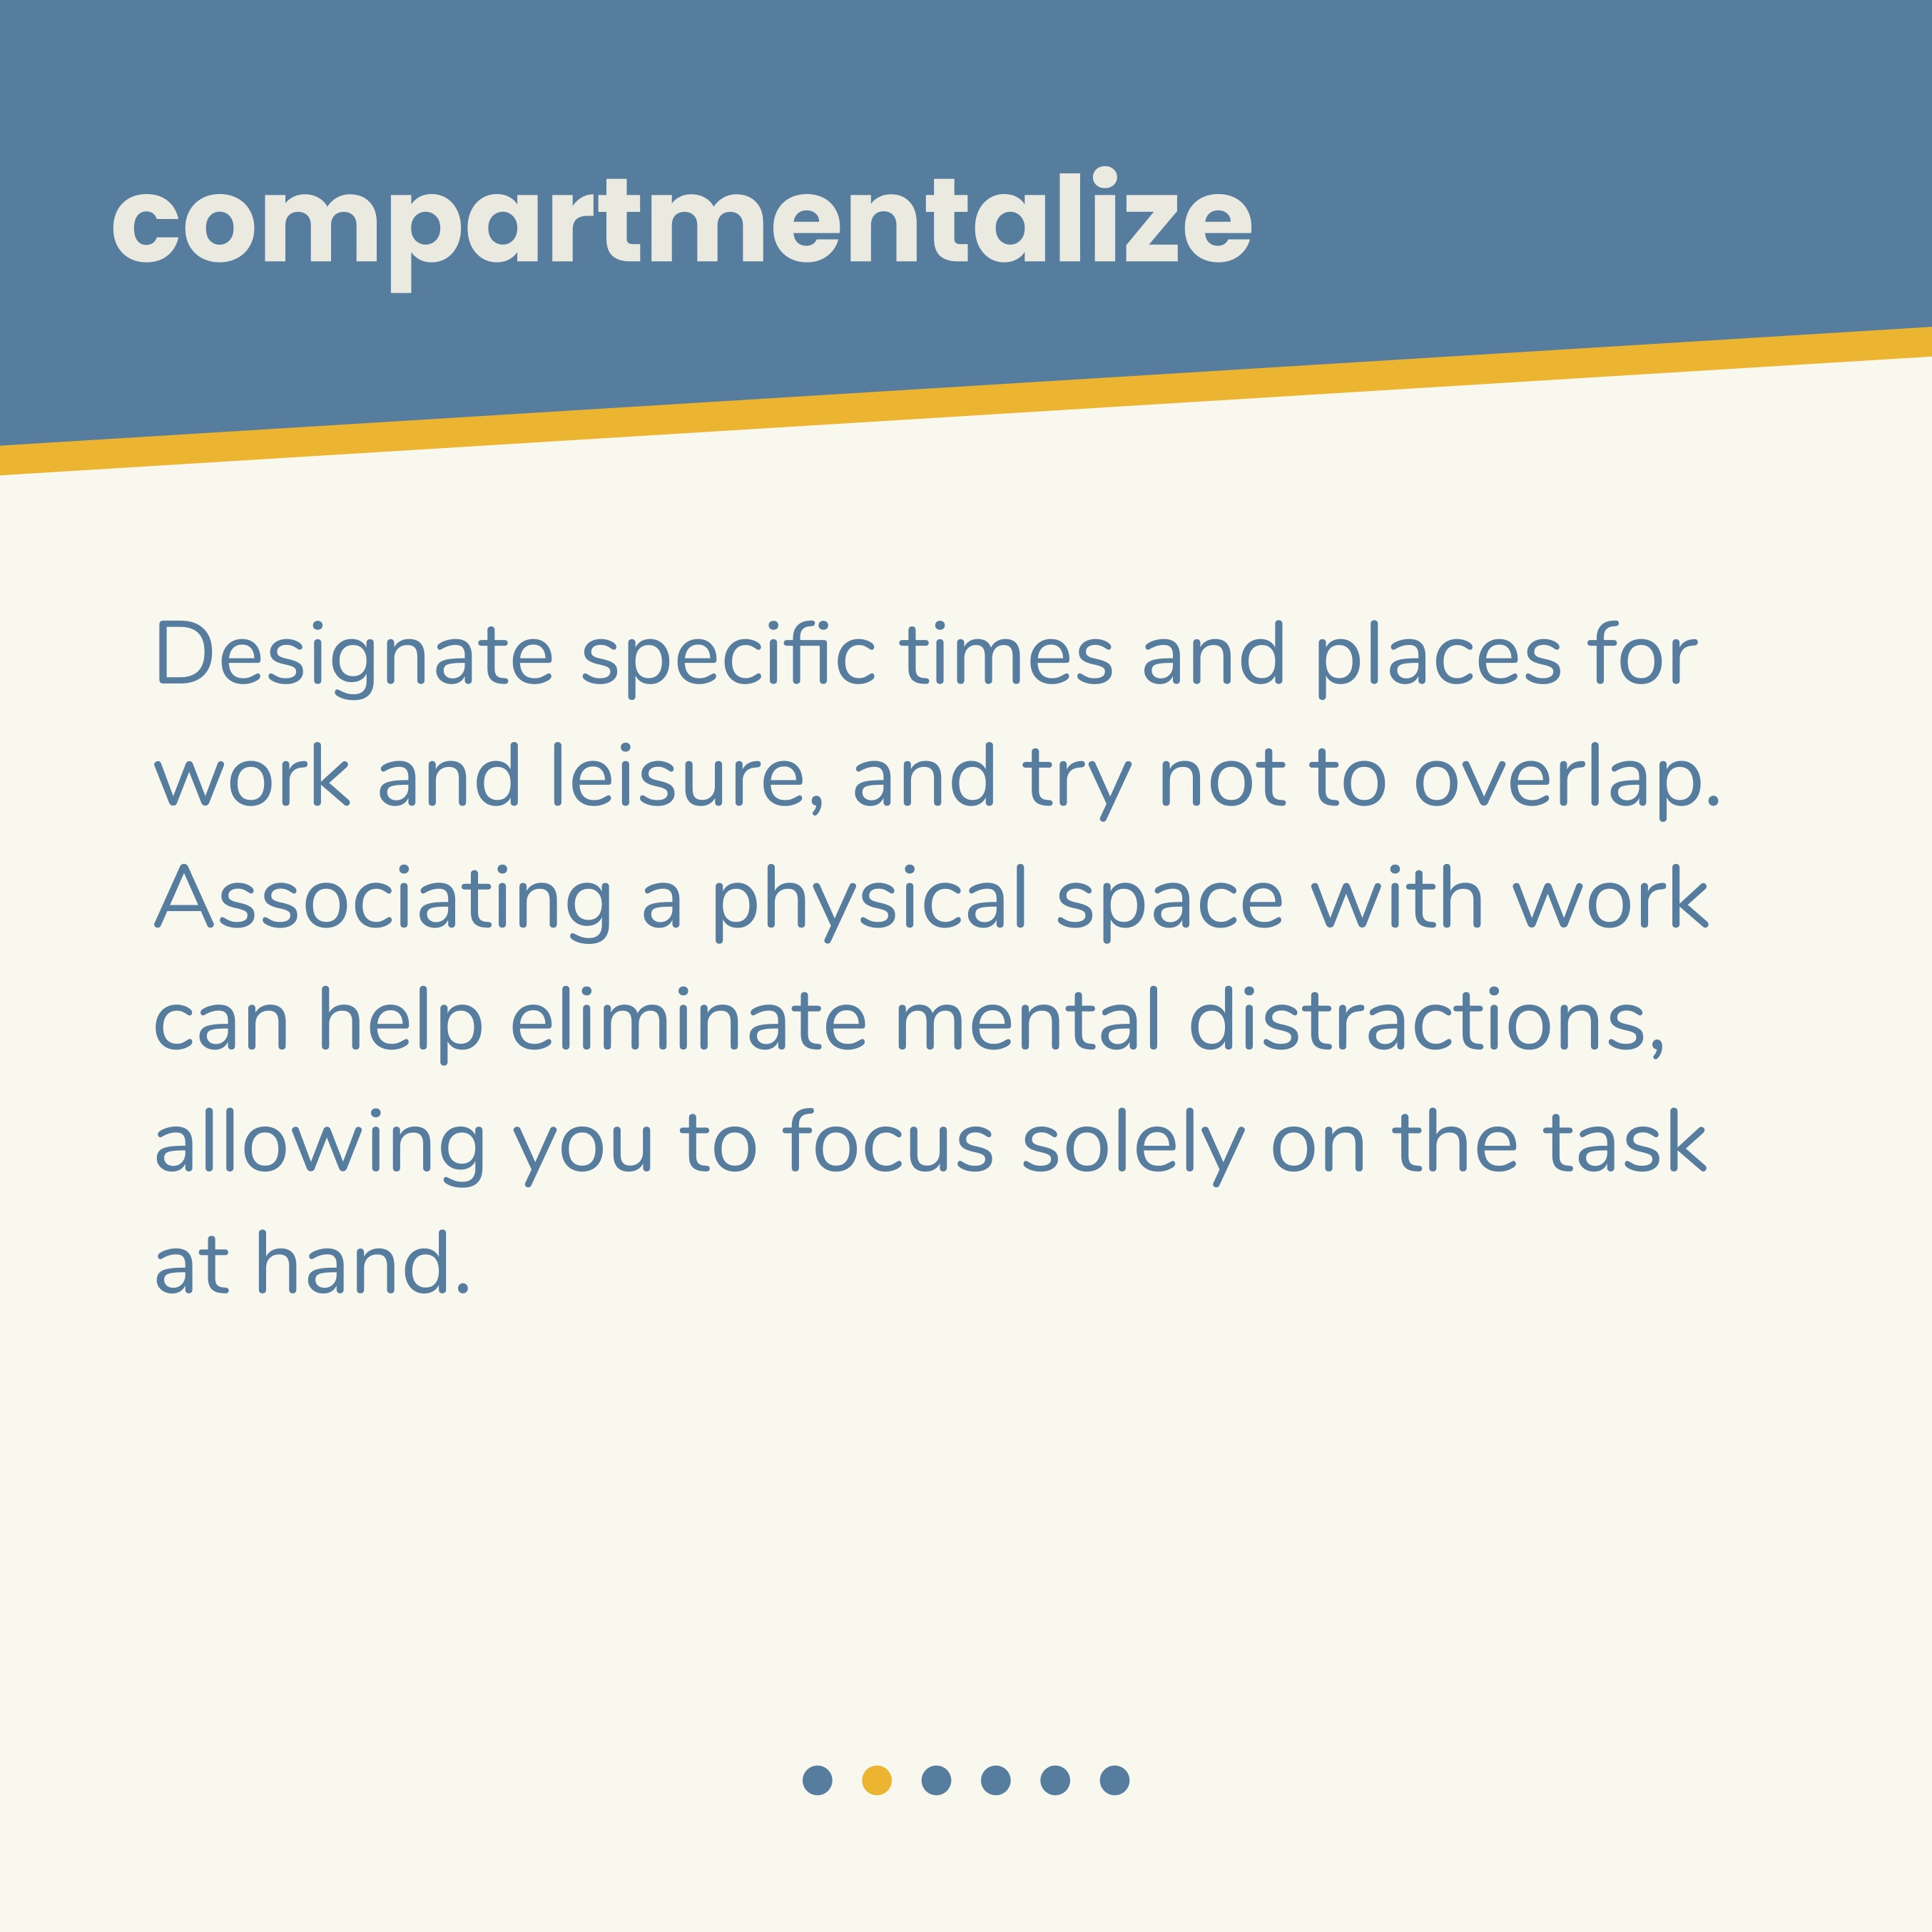 compartmentalize
Designate specific times and places for
work and leisure, and try not to overlap.
Associating a physical space with work
can help eliminate mental distractions,
allowing you to focus solely on the task
at hand.